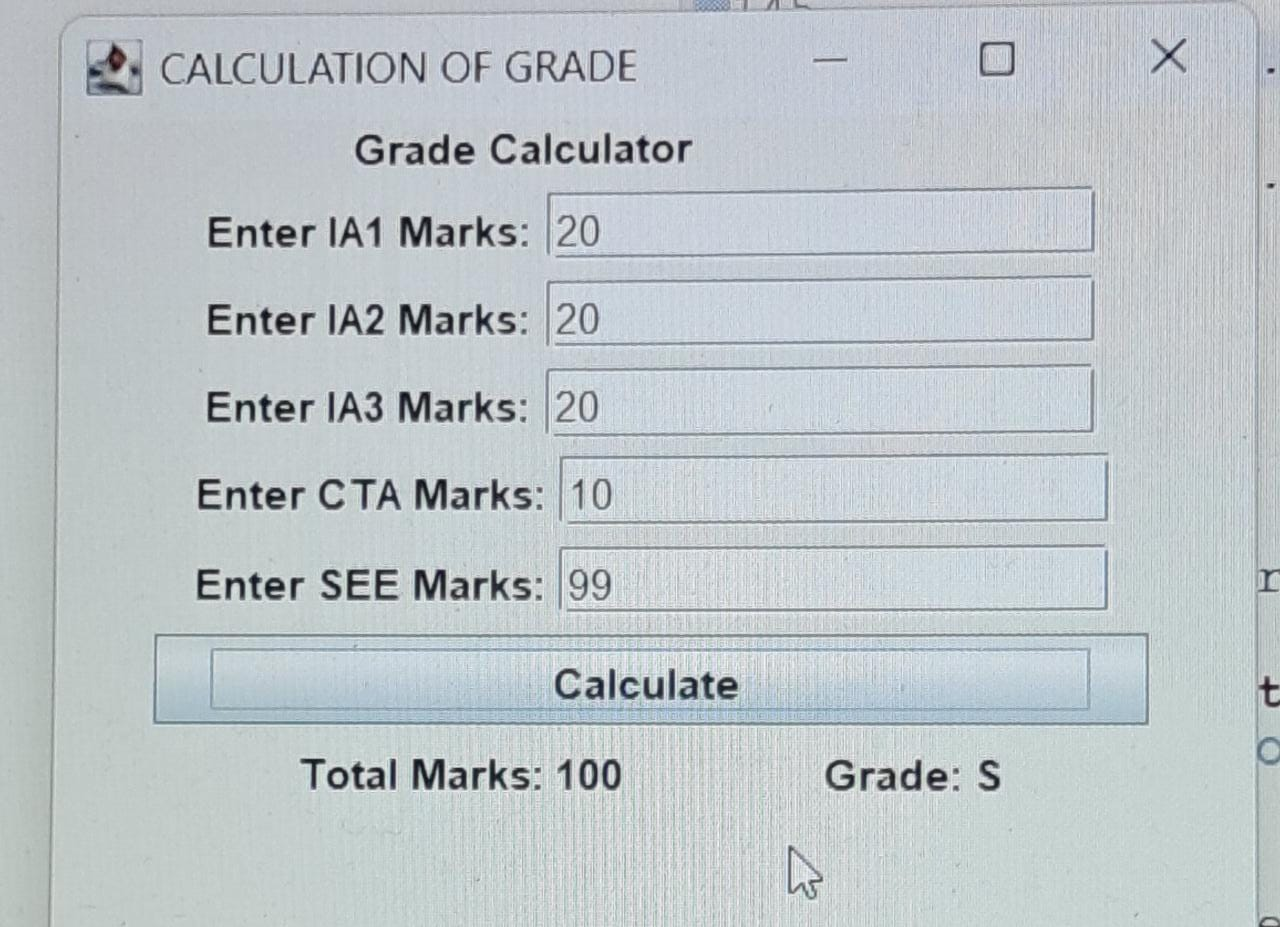 CALCULATION OF GRADE
Grade Calculator
Enter IA1 Marks: 20
Enter IA2 Marks: 20
Enter IA3 Marks: 20
Enter CTA Marks: 10
Enter SEE Marks: 99
Calculate
Total Marks: 100 Grade: S